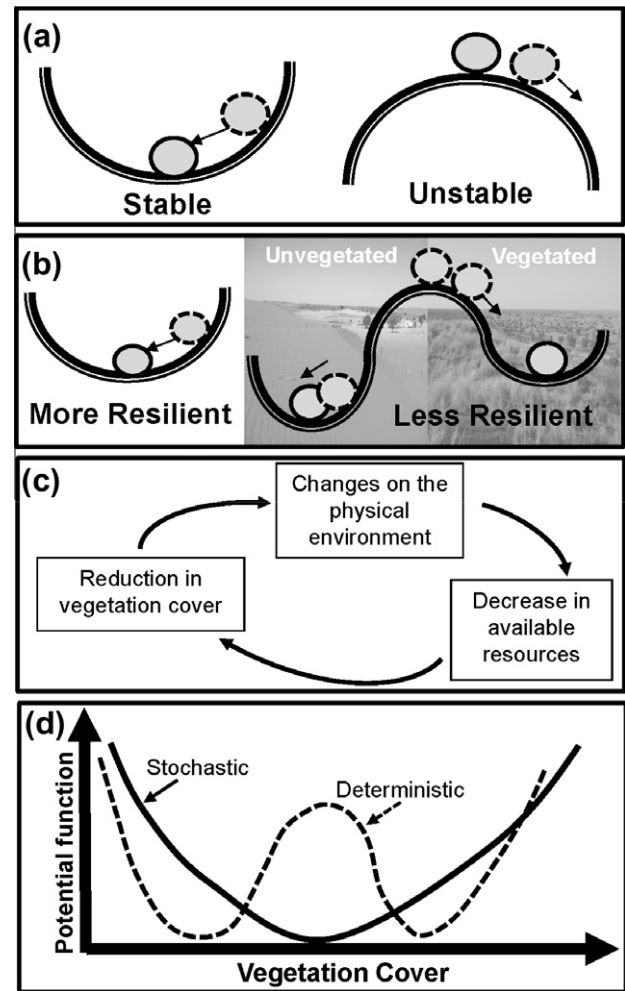 (a)
Stable
Unstable
(b)
Unvegetated
Vegetated
More Resilient
Less Resilient
(c)
Changes on the
physical
environment
Reduction in
vegetation cover
Decrease in
available
resources
(d)
Stochastic
Deterministic
Potential function
Vegetation Cover